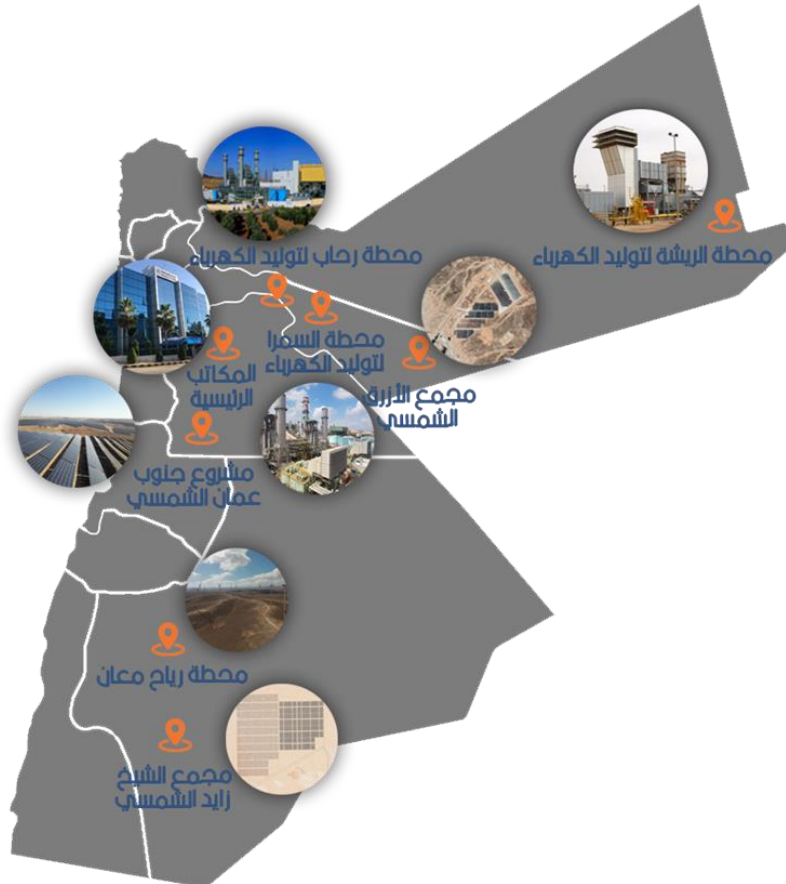 محطة رحاب لتوليد الكهرباء
محطة الريشة لتوليد الكهرباء
محطة السمرا
لتوليد الكهرباء
المكاتب
الرئيسية
مجمع الأزرق
الشمسي
مشروع جنوب
عمان الشمسي
محطة رياح معان
مجمع الشيخ
زايد الشمسي